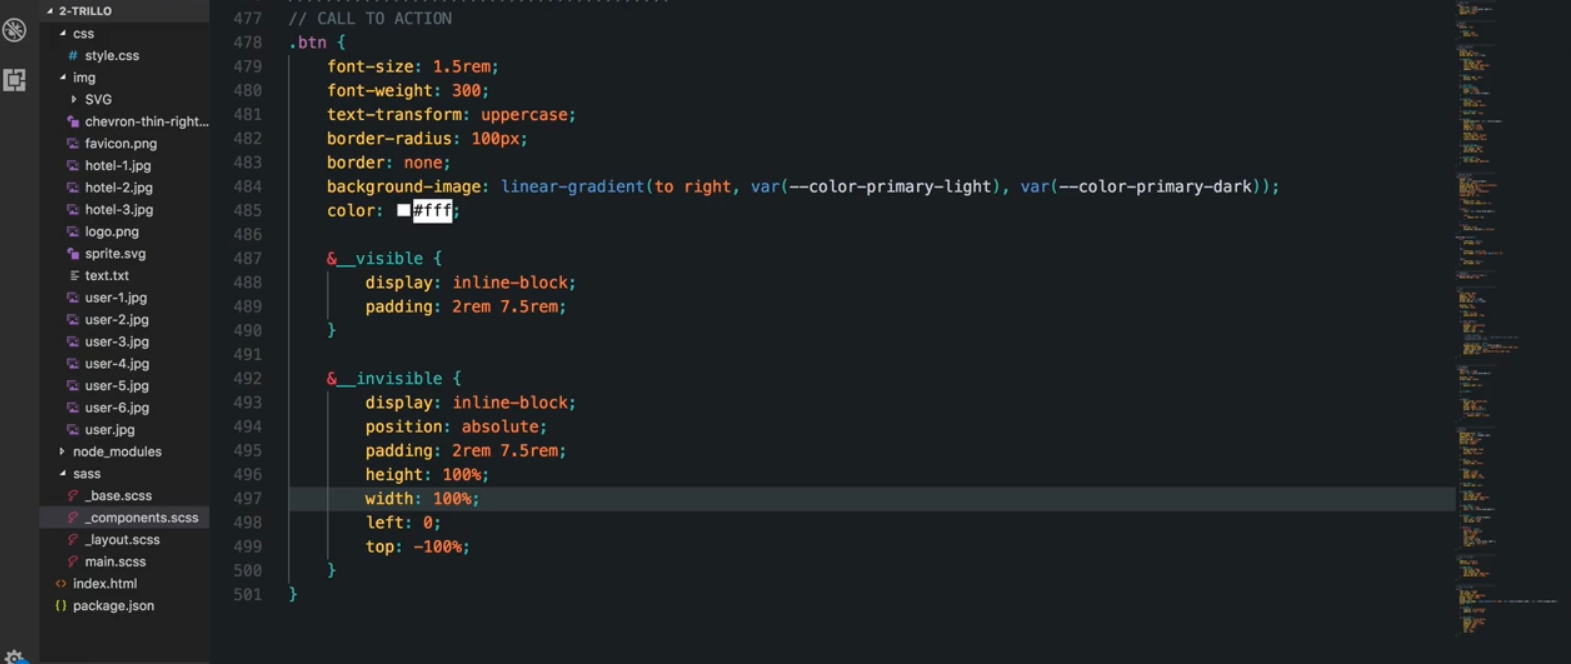 2-TRILLO
css
# style.css
img
SVG
chevron-thin-right...
favicon.png
hotel-1.jpg
hotel-2.jpg
hotel-3.jpg
logo.png
sprite.svg
text.txt
user-1.jpg
user-2.jpg
user-3.jpg
user-4.jpg
user-5.jpg
user-6.jpg
user.jpg
node_modules
sass
_base.scss
_components.scss
_layout.scss
main.scss
<> index.html
{} package.json
477 // CALL TO ACTION
478 .btn {
479 font-size: 1.5rem;
480 font-weight: 300;
481 text-transform: uppercase;
482 border-radius: 100px;
483 border: none;
484 background-image: linear-gradient(to right, var(--color-primary-light), var(--color-primary-dark));
485 color: #fff;
486
487 &__visible {
488 display: inline-block;
489 padding: 2rem 7.5rem;
490 }
491
492 &__invisible {
493 display: inline-block;
494 position: absolute;
495 padding: 2rem 7.5rem;
496 height: 100%;
497 width: 100%;
498 left: 0;
499 top: -100%;
500 }
501 }